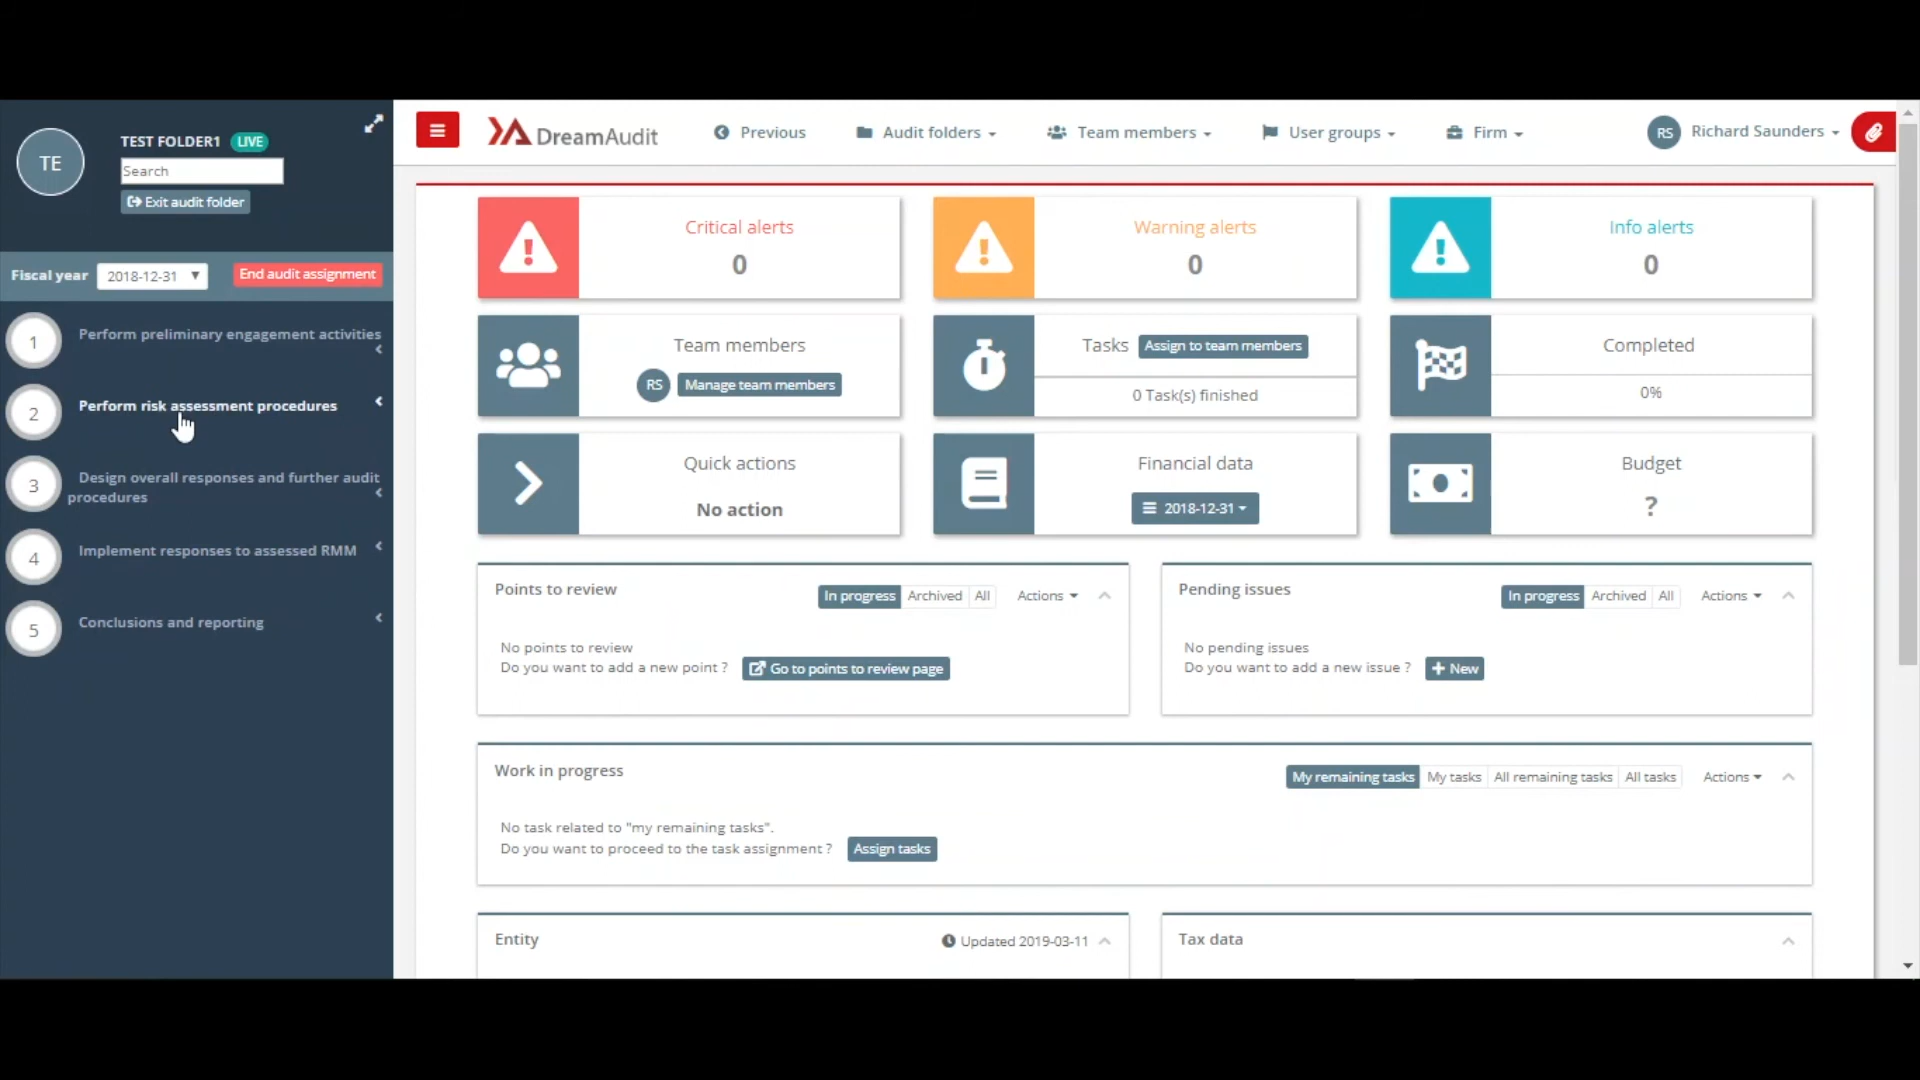 TE
TEST FOLDER1 LIVE
Search
Exit audit folder
Fiscal year 2018-12-31 End audit assignment
1 Perform preliminary engagement activities
2 Perform risk assessment procedures
3 Design overall responses and further audit
procedures
4 Implement responses to assessed RMM
5 Conclusions and reporting
DreamAudit Previous Audit folders Team members User groups Firm RS Richard Saunders
Critical alerts
0
Warning alerts
0
Info alerts
0
Team members
RS Manage team members
Tasks Assign to team members
0 Task(s) finished
Completed
0%
Quick actions
No action
Financial data
2018-12-31
Budget
?
Points to review In progress Archived All Actions
No points to review
Do you want to add a new point ? Go to points to review page
Pending issues In progress Archived All Actions
No pending issues
Do you want to add a new issue ? New
Work in progress My remaining tasks My tasks All remaining tasks All tasks Actions
No task related to "my remaining tasks".
Do you want to proceed to the task assignment ? Assign tasks
Entity Updated 2019-03-11
Tax data